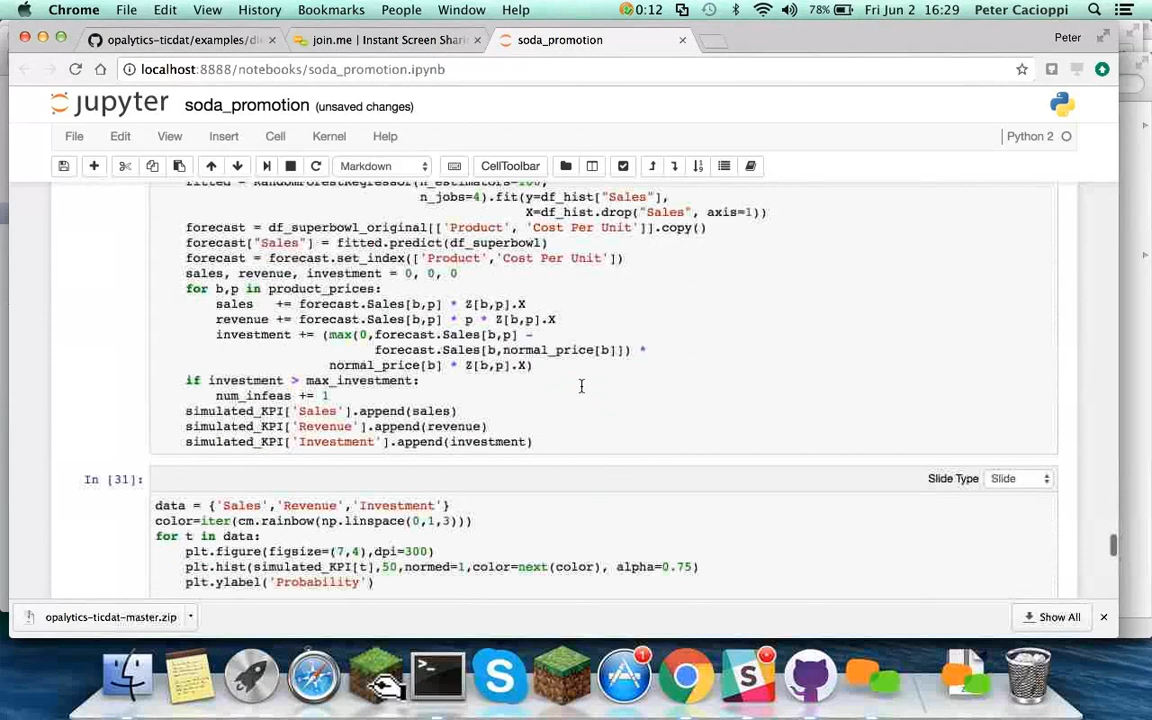 Chrome File Edit View History Bookmarks People Window Help 0:12 78% Fri Jun 2 16:29 Peter Cacioppi
opalytics-ticdat/examples/die × join.me | Instant Screen Shari × soda_promotion × Peter
localhost:8888/notebooks/soda_promotion.ipynb
jupyter soda_promotion (unsaved changes)
File Edit View Insert Cell Kernel Help Python 2
Markdown CellToolbar
fitted = RandomForestRegressor(n_estimators=100,
n_jobs=4).fit(y=df_hist["Sales"],
X=df_hist.drop("Sales", axis=1))
forecast = df_superbowl_original[['Product', 'Cost Per Unit']].copy()
forecast["Sales"] = fitted.predict(df_superbowl)
forecast = forecast.set_index(['Product','Cost Per Unit'])
sales, revenue, investment = 0, 0, 0
for b,p in product_prices:
sales += forecast.Sales[b,p] * Z[b,p].X
revenue += forecast.Sales[b,p] * p * Z[b,p].X
investment += (max(0,forecast.Sales[b,p] -
forecast.Sales[b,normal_price[b]]) *
normal_price[b] * Z[b,p].X)
if investment > max_investment:
num_infeas += 1
simulated_KPI['Sales'].append(sales)
simulated_KPI['Revenue'].append(revenue)
simulated_KPI['Investment'].append(investment)
In [31]: Slide Type Slide
data = {'Sales','Revenue','Investment'}
color=iter(cm.rainbow(np.linspace(0,1,3)))
for t in data:
plt.figure(figsize=(7,4),dpi=300)
plt.hist(simulated_KPI[t],50,normed=1,color=next(color), alpha=0.75)
plt.ylabel('Probability')
opalytics-ticdat-master.zip Show All ×
1